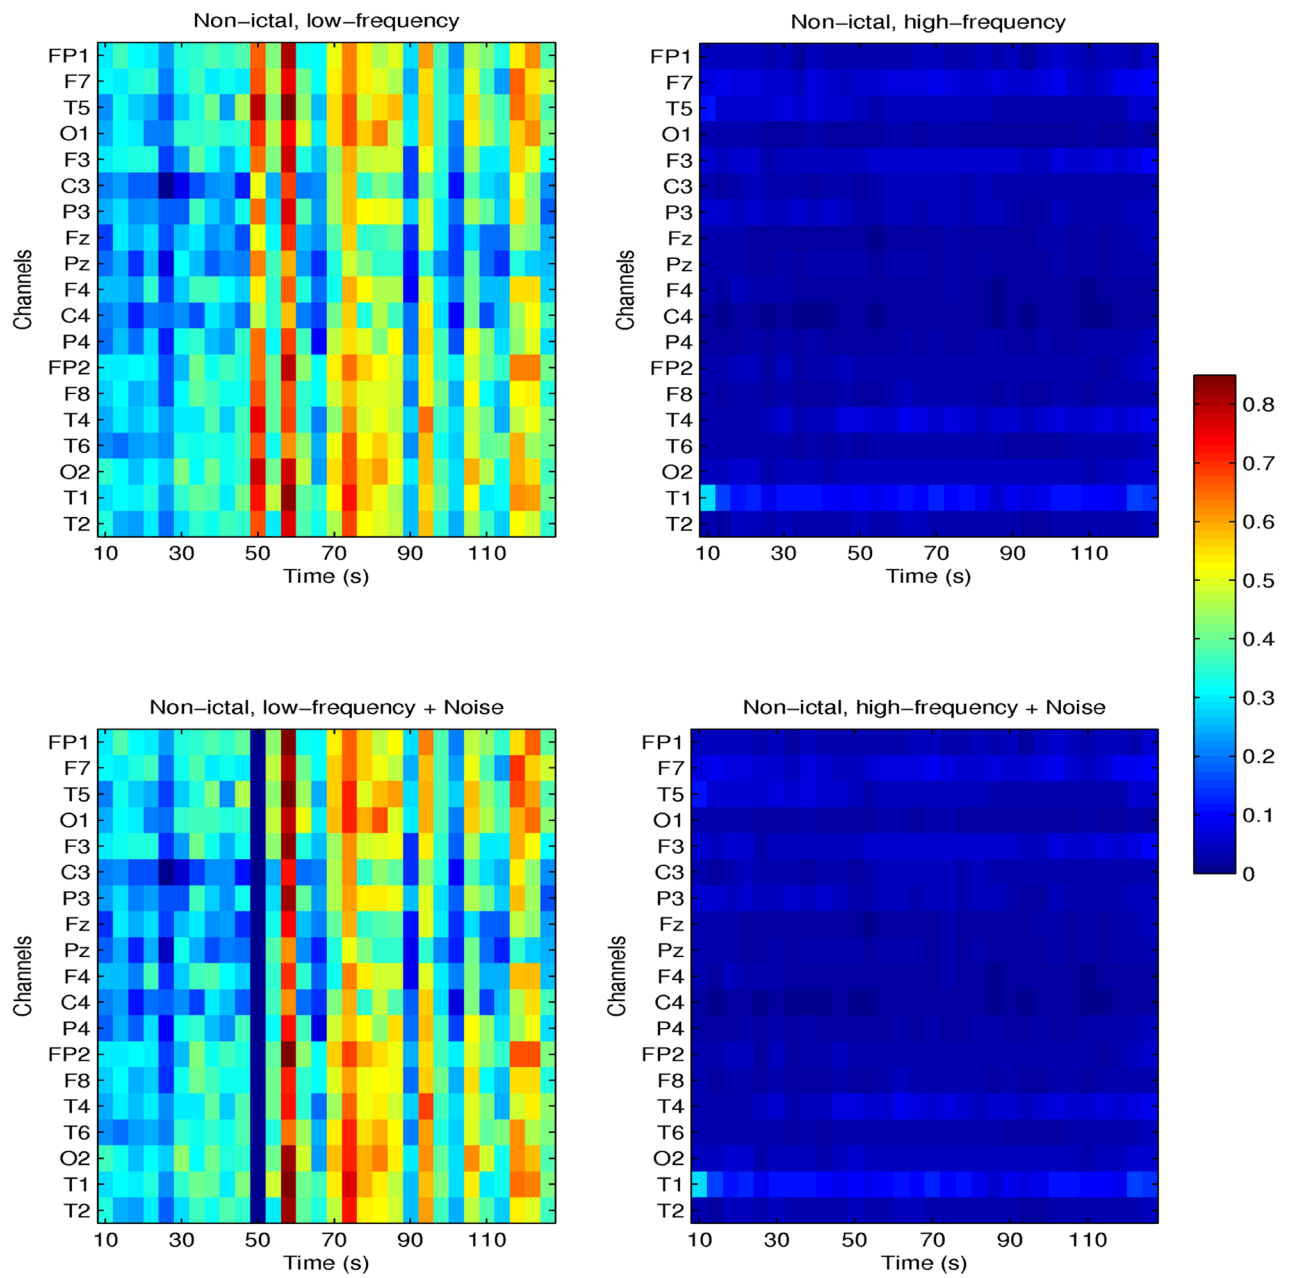 Non−ictal, low−frequency
FP1
F7
T5
O1
F3
C3
P3
Fz
Pz
F4
C4
P4
FP2
F8
T4
T6
O2
T1
T2
Channels
10 30 50 70 90 110
Time (s)
Non−ictal, high−frequency
FP1
F7
T5
O1
F3
C3
P3
Fz
Pz
F4
C4
P4
FP2
F8
T4
T6
O2
T1
T2
Channels
10 30 50 70 90 110
Time (s)
0.8
0.7
0.6
0.5
0.4
0.3
0.2
0.1
0
Non−ictal, low−frequency + Noise
FP1
F7
T5
O1
F3
C3
P3
Fz
Pz
F4
C4
P4
FP2
F8
T4
T6
O2
T1
T2
Channels
10 30 50 70 90 110
Time (s)
Non−ictal, high−frequency + Noise
FP1
F7
T5
O1
F3
C3
P3
Fz
Pz
F4
C4
P4
FP2
F8
T4
T6
O2
T1
T2
Channels
10 30 50 70 90 110
Time (s)